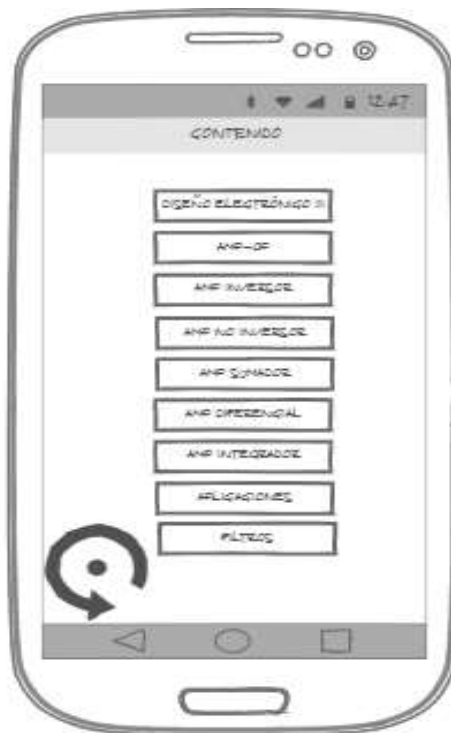 12:47
CONTENIDO
DISEÑO ELECTRÓNICO II
AMP-OP
AMP INVERSOR
AMP NO INVERSOR
AMP SUMADOR
AMP DIFERENCIAL
AMP INTEGRADOR
APLICACIONES
FILTROS